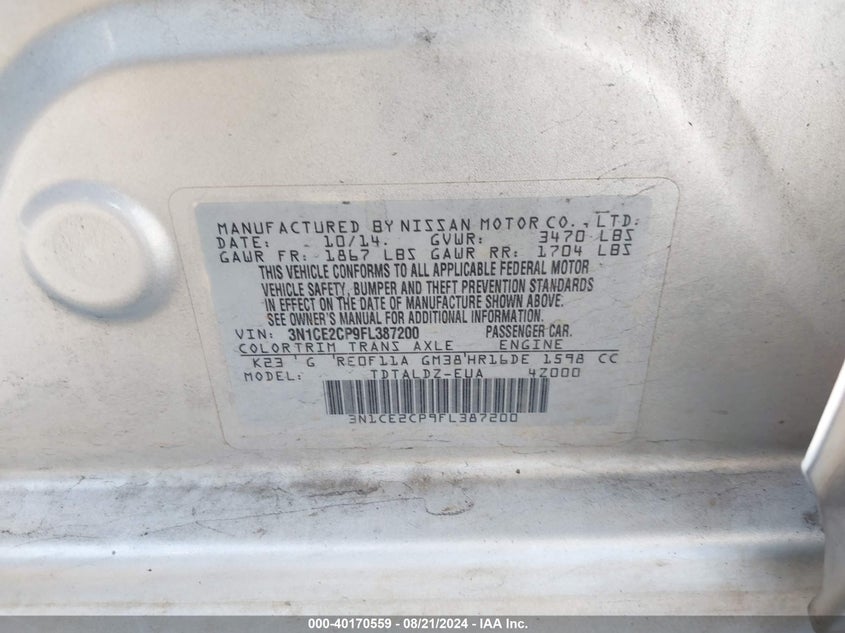 MANUFACTURED BY NISSAN MOTOR CO., LTD.
DATE: 10/14. GVWR: 3470 LBS
GAWR FR: 1867 LBS GAWR RR: 1704 LBS
THIS VEHICLE CONFORMS TO ALL APPLICABLE FEDERAL MOTOR
VEHICLE SAFETY, BUMPER AND THEFT PREVENTION STANDARDS
IN EFFECT ON THE DATE OF MANUFACTURE SHOWN ABOVE.
SEE OWNER'S MANUAL FOR ADDITIONAL INFORMATION.
VIN: 3N1CE2CP9FL387200 PASSENGER CAR.
COLOR TRIM TRANS AXLE ENGINE
K23 G RE0F11A GM38 HR16DE 1598 CC
MODEL: TDTALDZ-EUA 4Z000
3N1CE2CP9FL387200
000-40170559 - 08/21/2024 - IAA Inc.